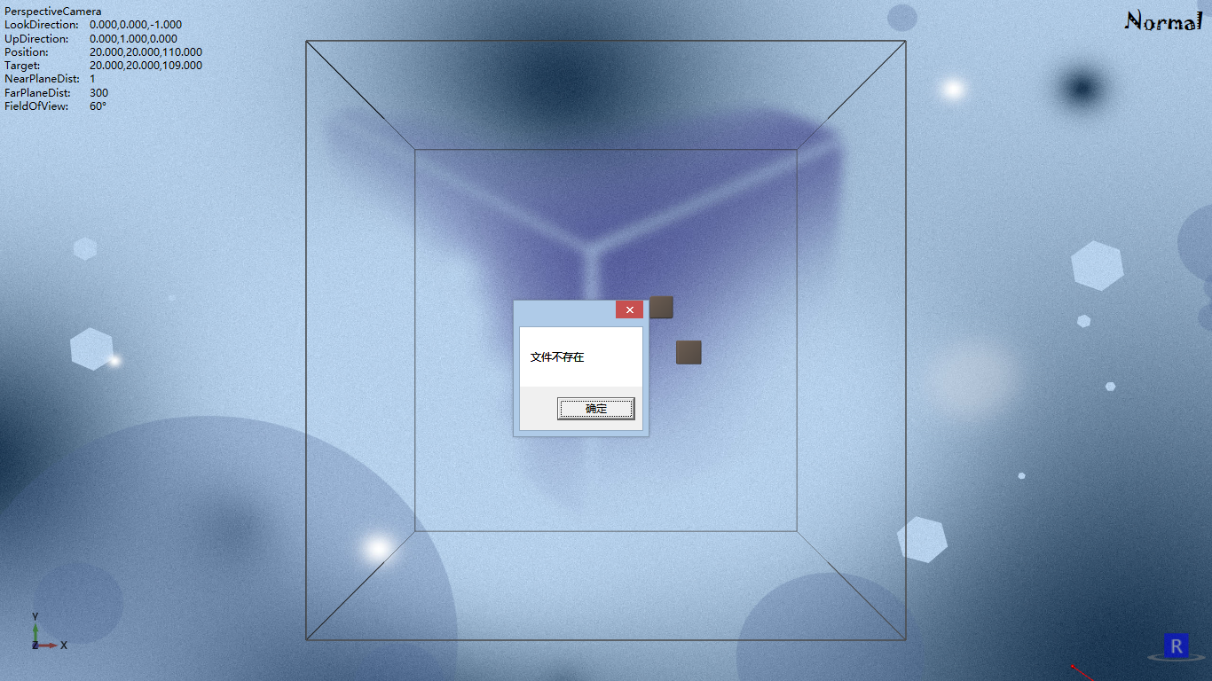 PerspectiveCamera
LookDirection: 0.000,0.000,-1.000
UpDirection: 0.000,1.000,0.000
Position: 20.000,20.000,110.000
Target: 20.000,20.000,109.000
NearPlaneDist: 1
FarPlaneDist: 300
FieldOfView: 60°
Normal
文件不存在
确定
Y
Z X
R